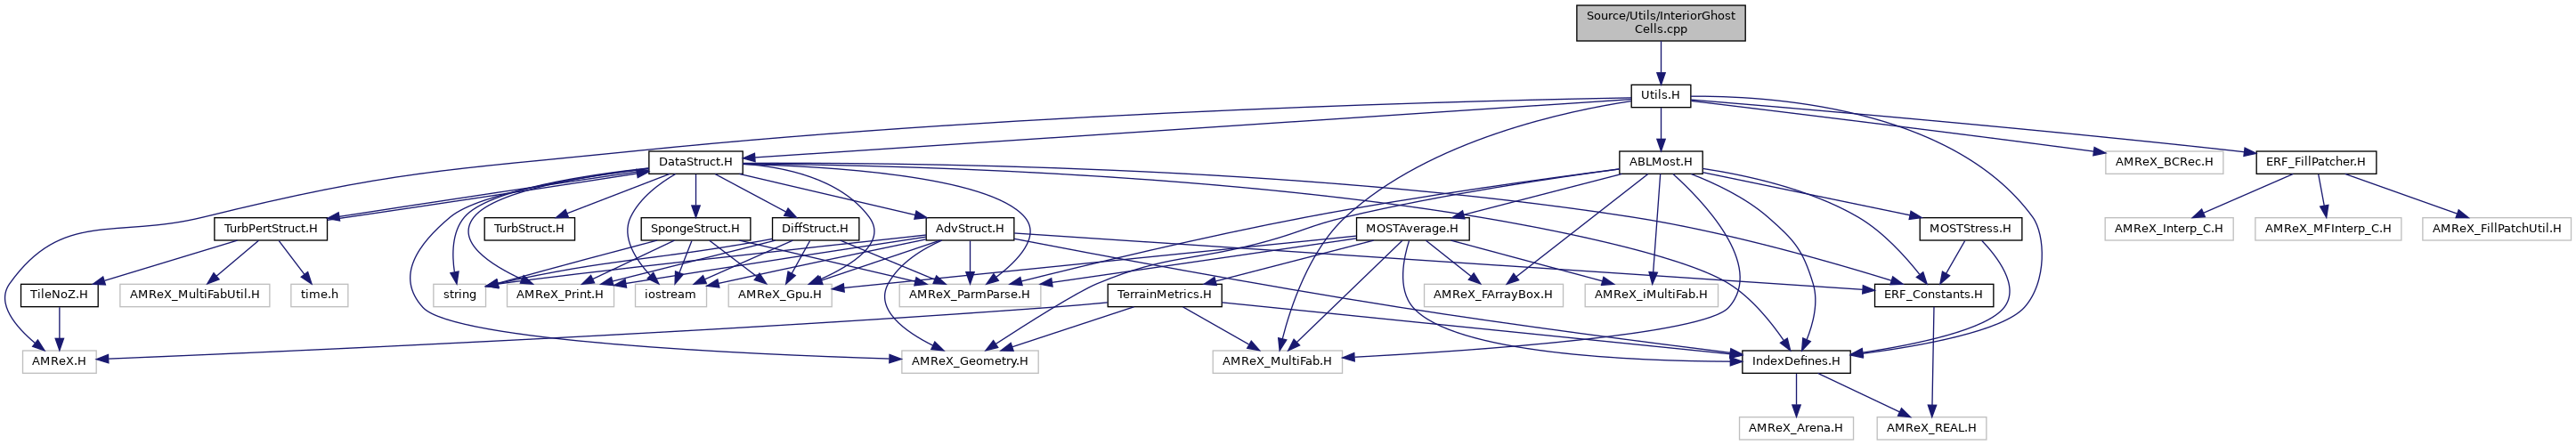 Source/Utils/InteriorGhost
Cells.cpp
Utils.H
DataStruct.H
ABLMost.H
AMReX_BCRec.H
ERF_FillPatcher.H
TurbPertStruct.H
TurbStruct.H
SpongeStruct.H
DiffStruct.H
AdvStruct.H
MOSTAverage.H
MOSTStress.H
AMReX_Interp_C.H
AMReX_MFInterp_C.H
AMReX_FillPatchUtil.H
TileNoZ.H
AMReX_MultiFabUtil.H
time.h
string
AMReX_Print.H
iostream
AMReX_Gpu.H
AMReX_ParmParse.H
TerrainMetrics.H
AMReX_FArrayBox.H
AMReX_iMultiFab.H
ERF_Constants.H
AMReX.H
AMReX_Geometry.H
AMReX_MultiFab.H
IndexDefines.H
AMReX_Arena.H
AMReX_REAL.H